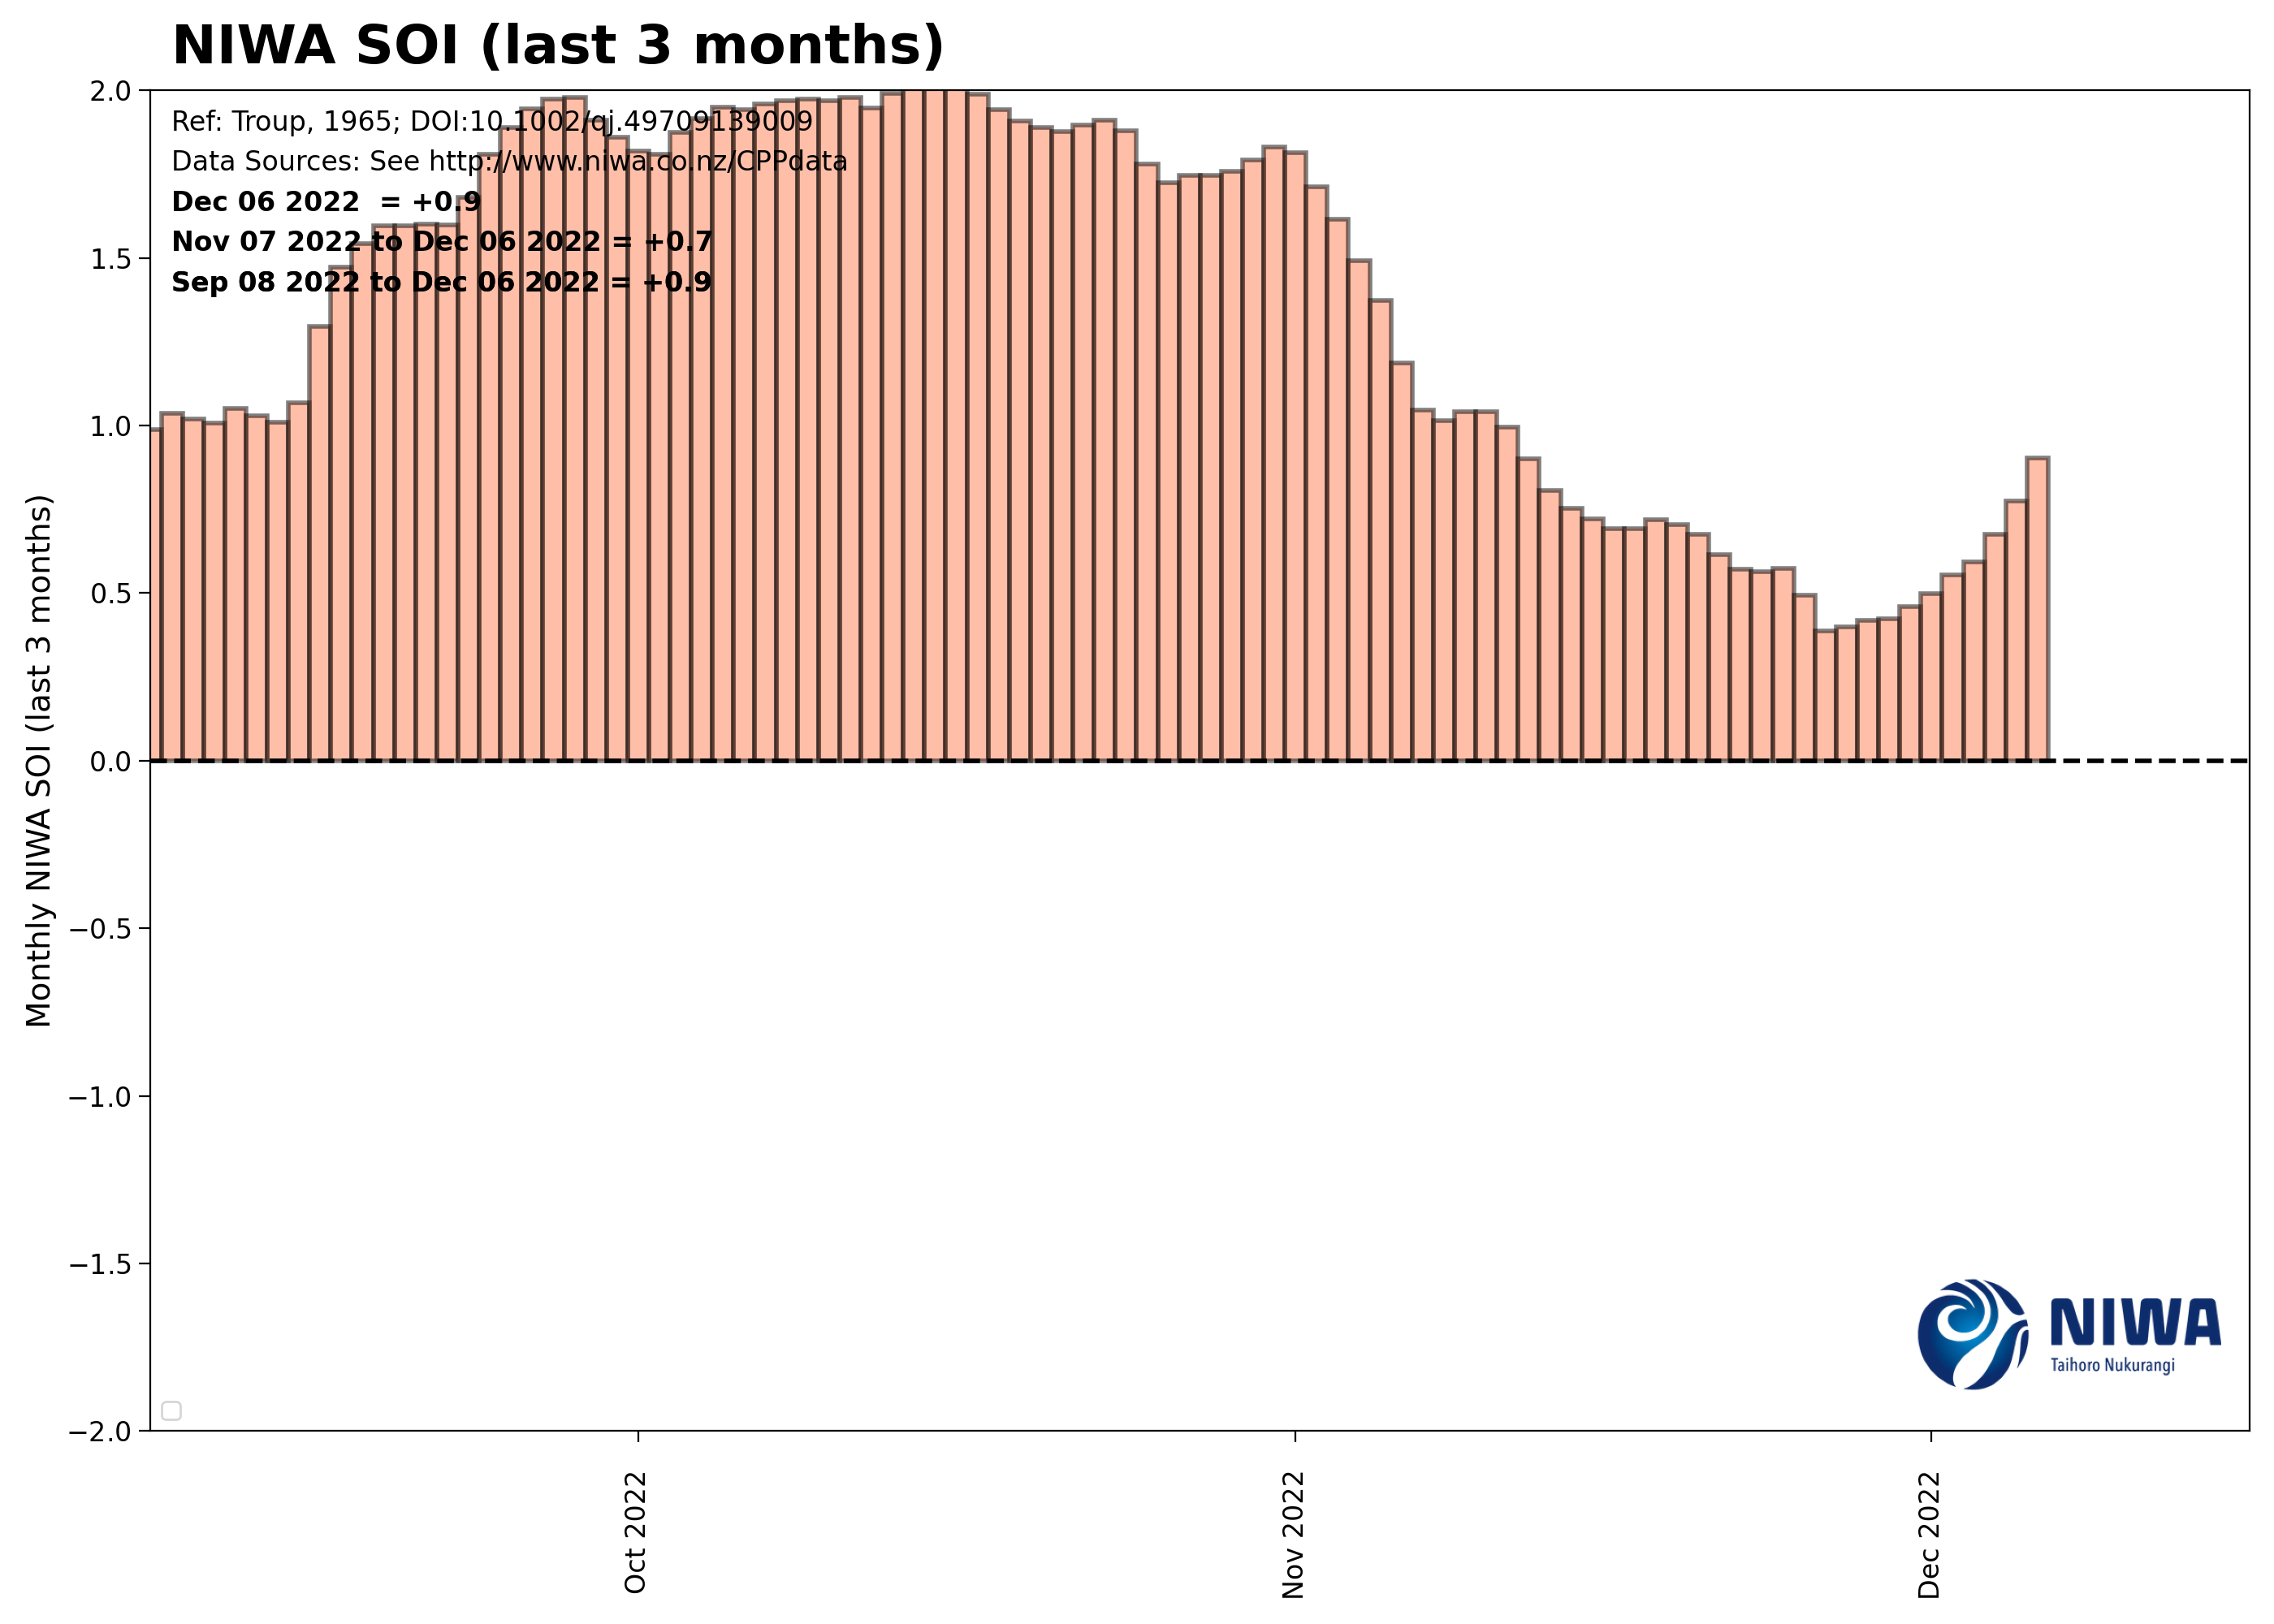 NIWA SOI (last 3 months)
Ref: Troup, 1965; DOI:10.1002/qj.49709139009
Data Sources: See http://www.niwa.co.nz/CPPdata
Dec 06 2022  = +0.9
Nov 07 2022 to Dec 06 2022 = +0.7
Sep 08 2022 to Dec 06 2022 = +0.9
Monthly NIWA SOI (last 3 months)
2.0
1.5
1.0
0.5
0.0
−0.5
−1.0
−1.5
−2.0
NIWA
Taihoro Nukurangi
Oct 2022
Nov 2022
Dec 2022